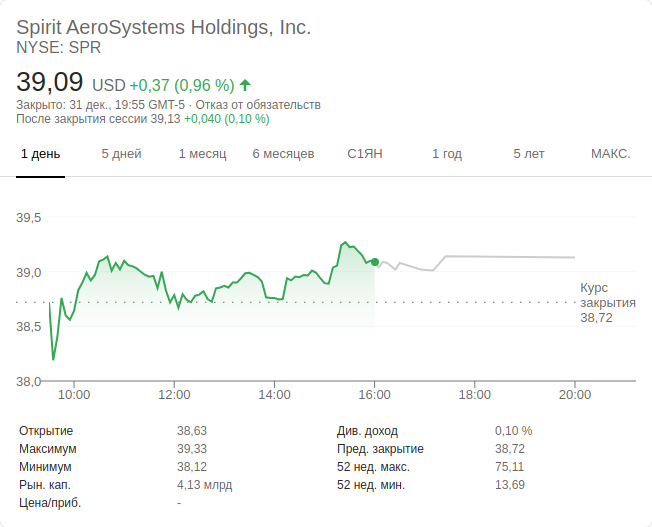 Spirit AeroSystems Holdings, Inc.
NYSE: SPR
39,09 USD +0,37 (0,96 %)
Закрыто: 31 дек., 19:55 GMT-5 · Отказ от обязательств
После закрытия сессии 39,13 +0,040 (0,10 %)
1 день 5 дней 1 месяц 6 месяцев С1ЯН 1 год 5 лет МАКС.
39,5
39,0
Курс
закрытия
38,72
38,5
38,0
10:00 12:00 14:00 16:00 18:00 20:00
Открытие 38,63 Див. доход 0,10 %
Максимум 39,33 Пред. закрытие 38,72
Минимум 38,12 52 нед. макс. 75,11
Рын. кап. 4,13 млрд 52 нед. мин. 13,69
Цена/приб. -